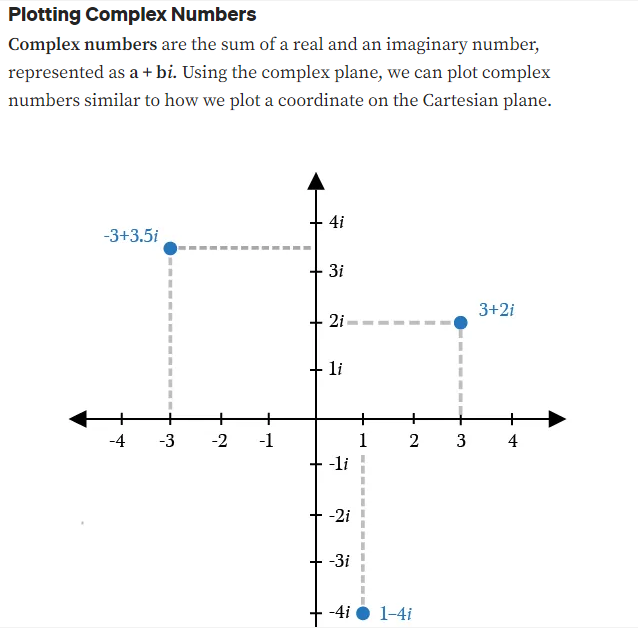 Plotting Complex Numbers
Complex numbers are the sum of a real and an imaginary number,
represented as a + bi. Using the complex plane, we can plot complex
numbers similar to how we plot a coordinate on the Cartesian plane.
4i
-3+3.5i
3i
3+2i
2i
1i
-4 -3 -2 -1 1 2 3 4
-1i
-2i
-3i
-4i 1–4i